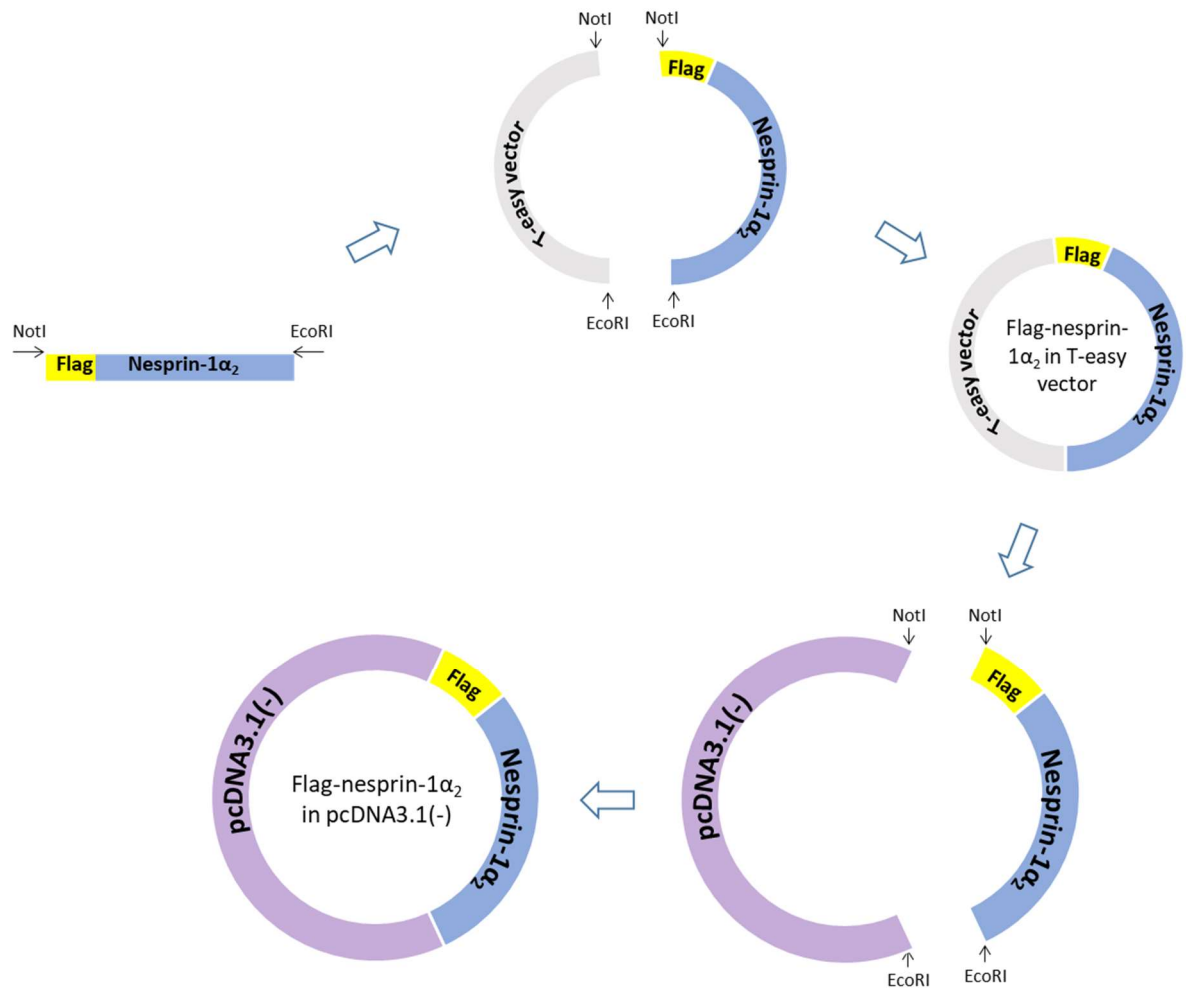 NotI
EcoRI
Flag
Nesprin-1α₂
NotI
NotI
Flag
T-easy vector
Nesprin-1α₂
EcoRI
EcoRI
Flag
T-easy vector
Nesprin-1α₂
Flag-nesprin-
1α₂ in T-easy
vector
NotI
NotI
Flag
pcDNA3.1(-)
Nesprin-1α₂
EcoRI
EcoRI
Flag
pcDNA3.1(-)
Nesprin-1α₂
Flag-nesprin-1α₂
in pcDNA3.1(-)